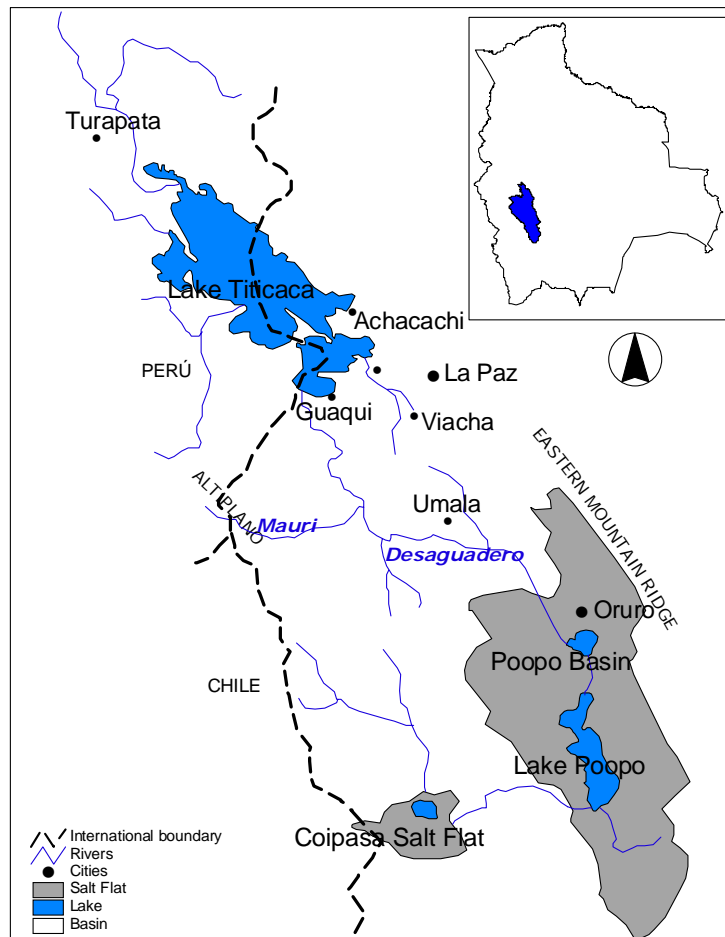 Turapata
Lake Titicaca
Achacachi
PERÚ
La Paz
Guaqui
Viacha
EASTERN MOUNTAIN RIDGE
ALTIPLANO
Umala
Mauri
Desaguadero
Oruro
Poopo Basin
CHILE
Lake Poopo
Coipasa Salt Flat
International boundary
Rivers
Cities
Salt Flat
Lake
Basin